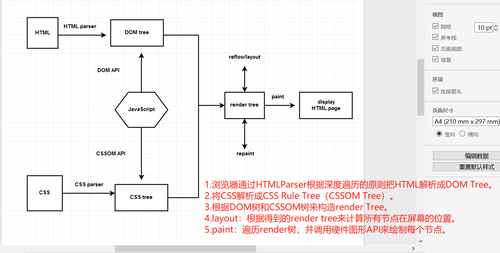 HTML
HTML parser
DOM tree
DOM API
JavaScript
CSSOM API
CSS
CSS parser
CSS tree
reflow/layout
render tree
repaint
paint
display
HTML page
1.浏览器通过HTMLParser根据深度遍历的原则把HTML解析成DOM Tree。
2.将CSS解析成CSS Rule Tree（CSSOM Tree）。
3.根据DOM树和CSSOM树来构造render Tree。
4.layout：根据得到的render tree来计算所有节点在屏幕的位置。
5.paint：遍历render树，并调用硬件图形API来绘制每个节点。
视图
网格 10 pt
参考线
页面视图
背景
选项
连接箭头
页面尺寸
A4 (210 mm x 297 mm)
竖向 横向
编辑数据
重置默认样式